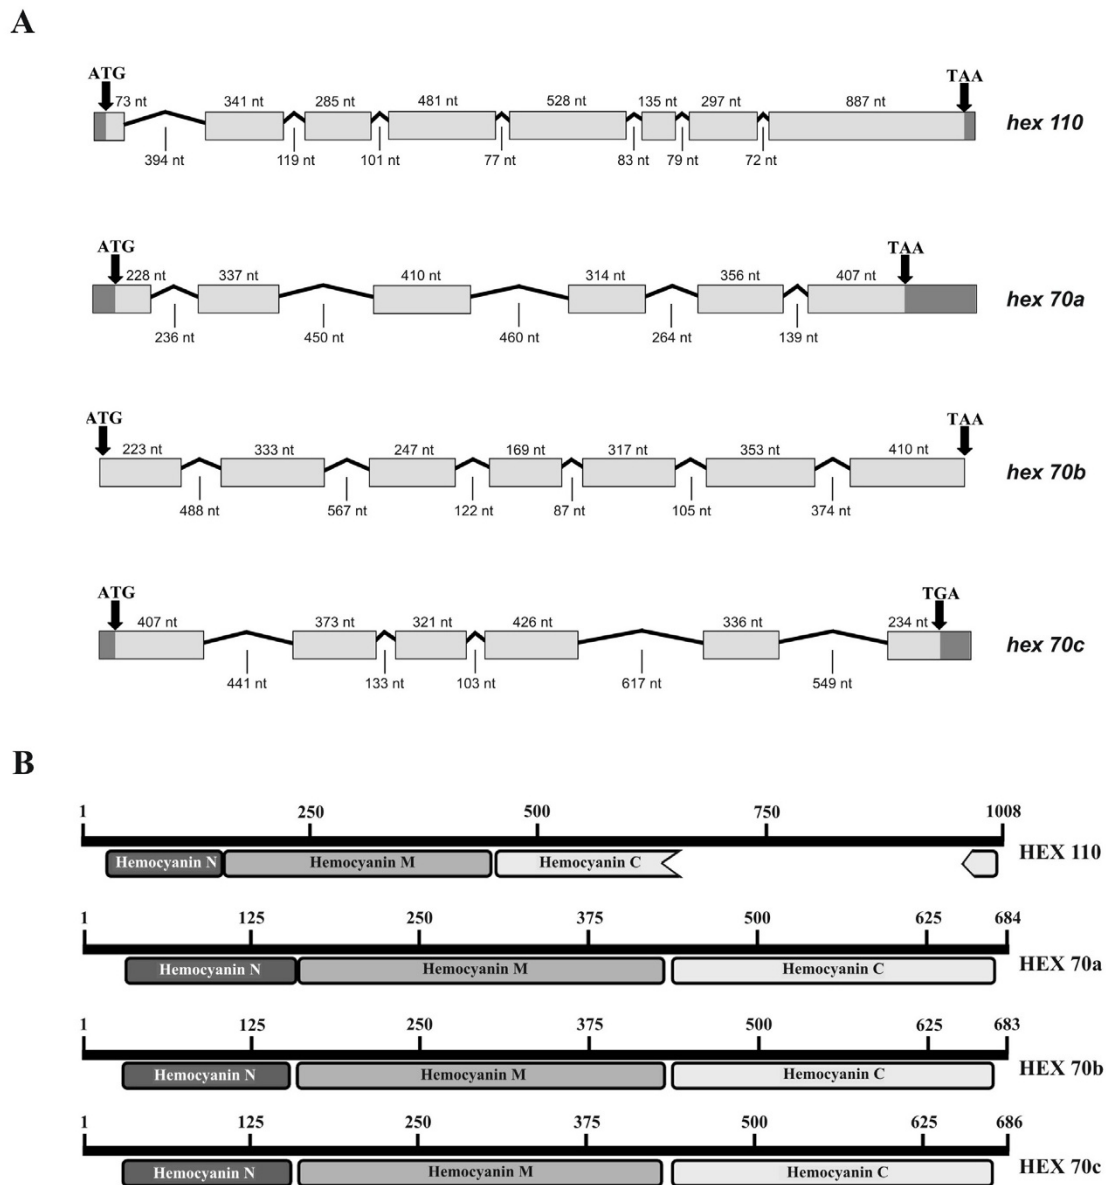 A
ATG TAA
73 nt 341 nt 285 nt 481 nt 528 nt 135 nt 297 nt 887 nt
hex 110
394 nt 119 nt 101 nt 77 nt 83 nt 79 nt 72 nt
ATG TAA
228 nt 337 nt 410 nt 314 nt 356 nt 407 nt
hex 70a
236 nt 450 nt 460 nt 264 nt 139 nt
ATG TAA
223 nt 333 nt 247 nt 169 nt 317 nt 353 nt 410 nt
hex 70b
488 nt 567 nt 122 nt 87 nt 105 nt 374 nt
ATG TGA
407 nt 373 nt 321 nt 426 nt 336 nt 234 nt
hex 70c
441 nt 133 nt 103 nt 617 nt 549 nt
B
1 250 500 750 1008
Hemocyanin N Hemocyanin M Hemocyanin C HEX 110
1 125 250 375 500 625 684
Hemocyanin N Hemocyanin M Hemocyanin C HEX 70a
1 125 250 375 500 625 683
Hemocyanin N Hemocyanin M Hemocyanin C HEX 70b
1 125 250 375 500 625 686
Hemocyanin N Hemocyanin M Hemocyanin C HEX 70c